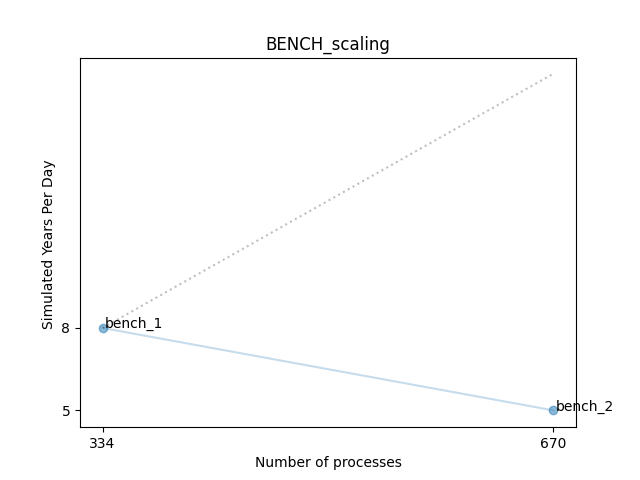 BENCH_scaling
Simulated Years Per Day
8
5
bench_1
bench_2
334
670
Number of processes